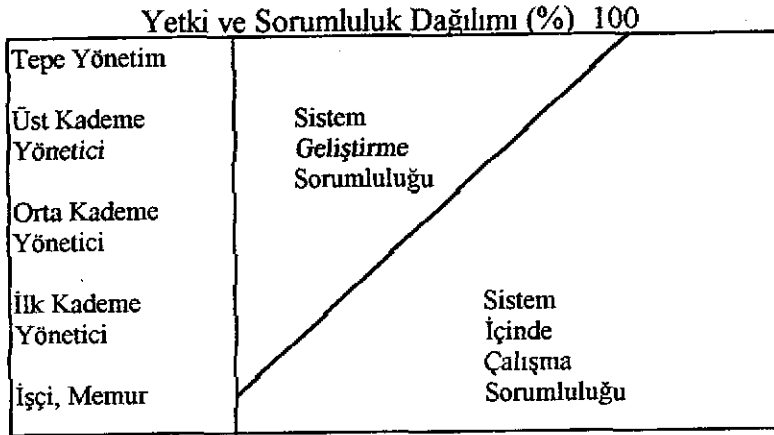 Yetki ve Sorumluluk Dağılımı (%) 100
Tepe Yönetim
Üst Kademe
Yönetici
Orta Kademe
Yönetici
İlk Kademe
Yönetici
İşçi, Memur
Sistem
Geliştirme
Sorumluluğu
Sistem
İçinde
Çalışma
Sorumluluğu